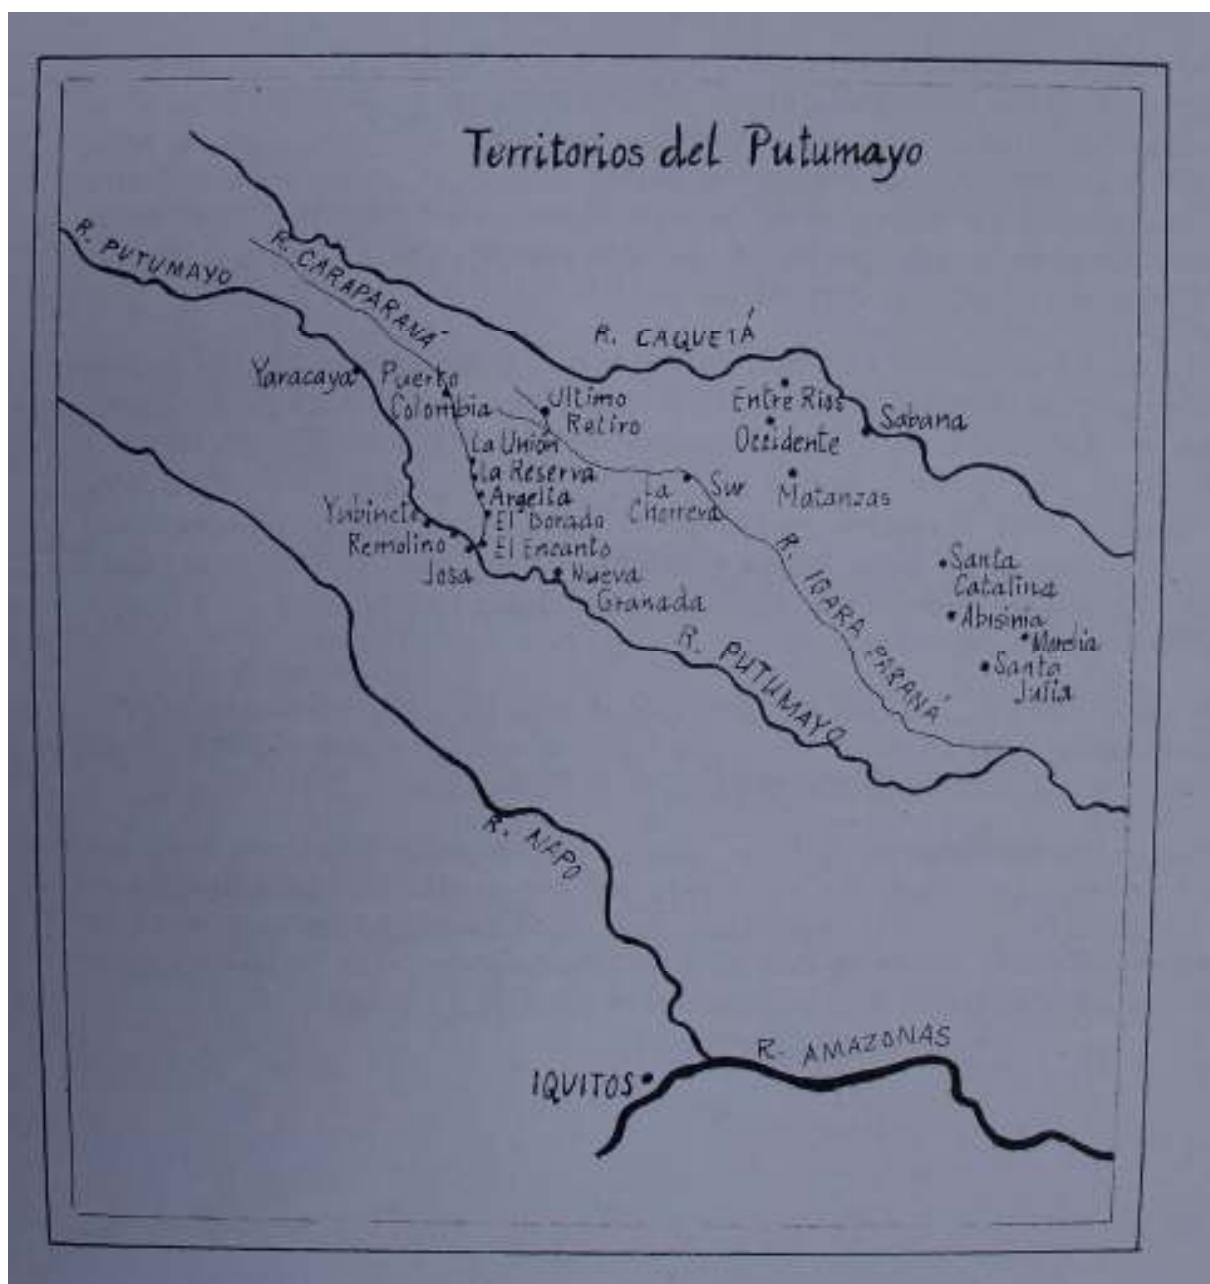 Territorios del Putumayo
R. PUTUMAYO
R. CARAPARANÁ
R. CAQUETÁ
Yaracaya
Puerto
Colombia
Ultimo
Retiro
Entre Rios
Occidente
Sabana
La Unión
La Reserva
Argelia
El Dorado
El Encanto
La
Chorrera
Sur
Matanzas
Yubineto
Remolino
Josa
Nueva
Granada
R. IGARA PARANÁ
Santa
Catalina
Abisinia
Morelia
Santa
Julia
R. PUTUMAYO
R. NAPO
R. AMAZONAS
IQUITOS